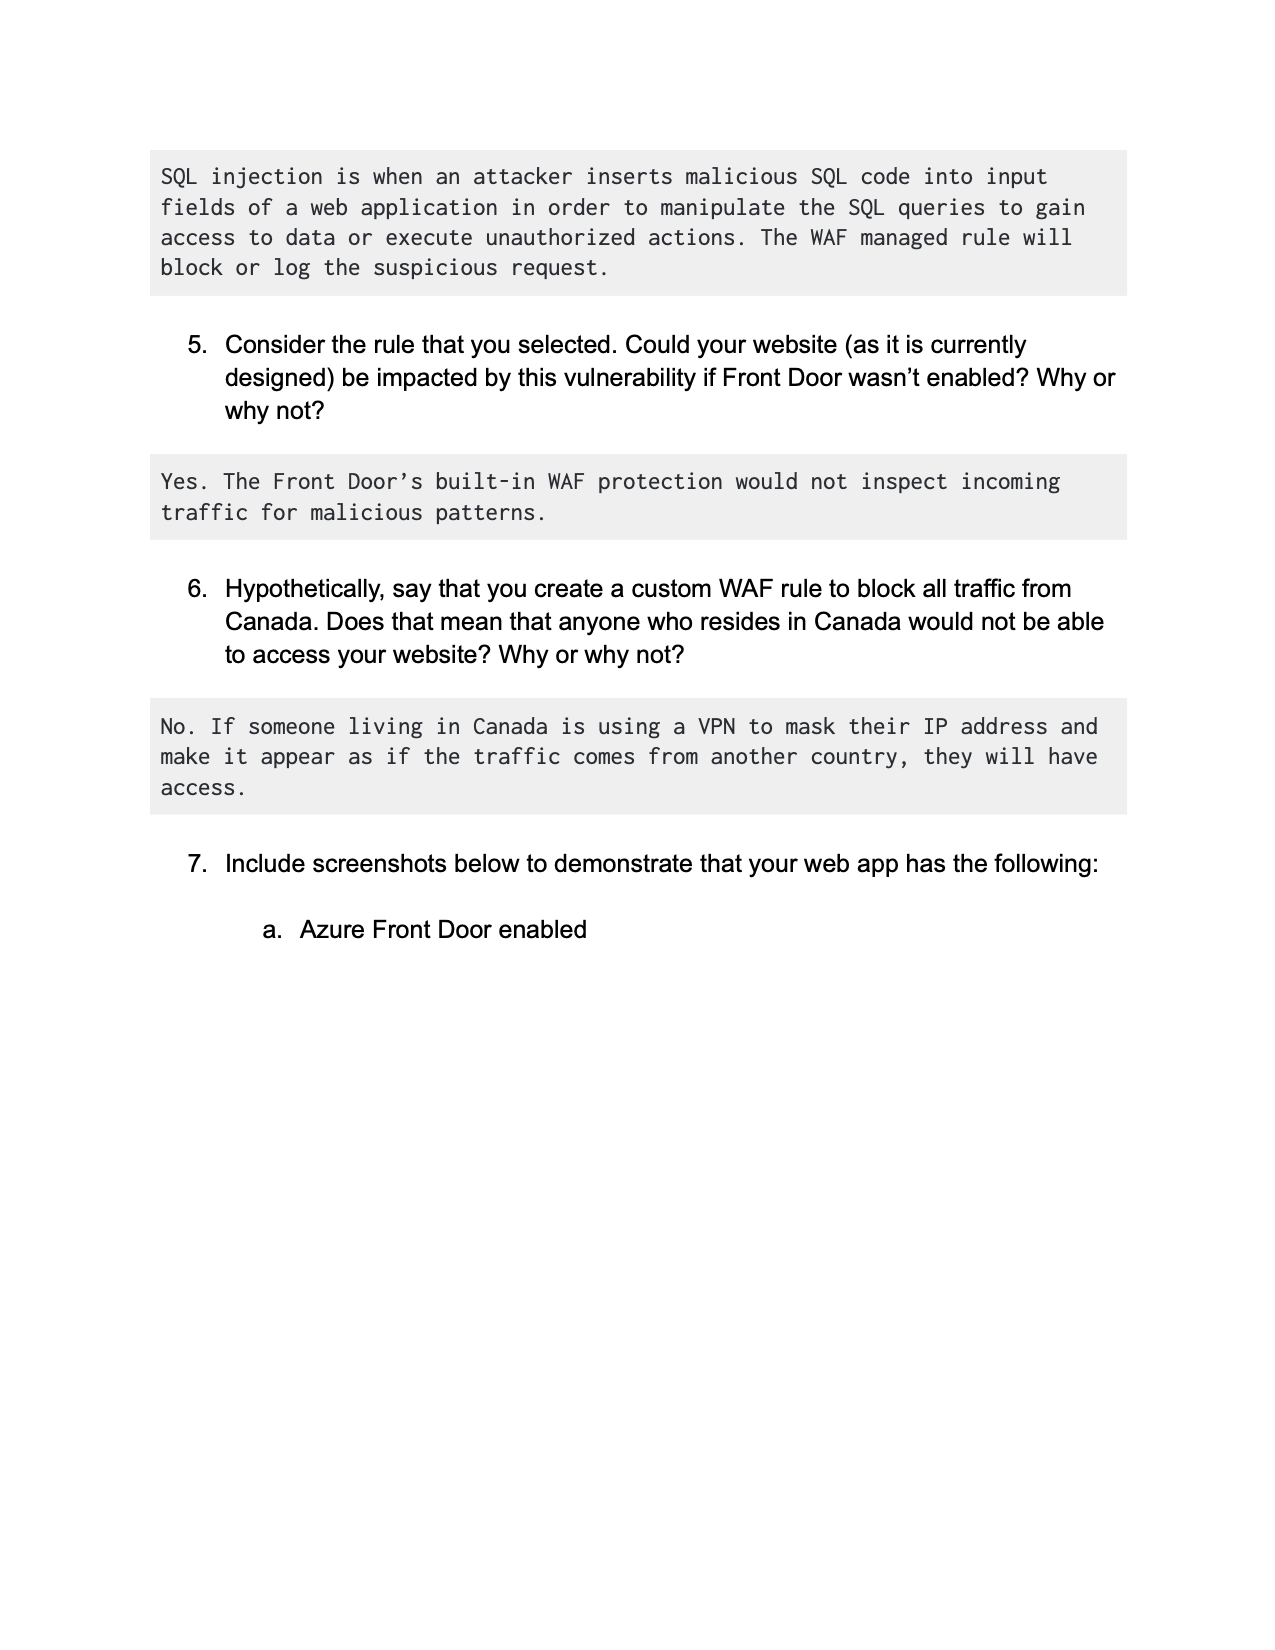 SQL injection is when an attacker inserts malicious SQL code into input
fields of a web application in order to manipulate the SQL queries to gain
access to data or execute unauthorized actions. The WAF managed rule will
block or log the suspicious request.
5. Consider the rule that you selected. Could your website (as it is currently
designed) be impacted by this vulnerability if Front Door wasn’t enabled? Why or
why not?
Yes. The Front Door’s built-in WAF protection would not inspect incoming
traffic for malicious patterns.
6. Hypothetically, say that you create a custom WAF rule to block all traffic from
Canada. Does that mean that anyone who resides in Canada would not be able
to access your website? Why or why not?
No. If someone living in Canada is using a VPN to mask their IP address and
make it appear as if the traffic comes from another country, they will have
access.
7. Include screenshots below to demonstrate that your web app has the following:
a. Azure Front Door enabled